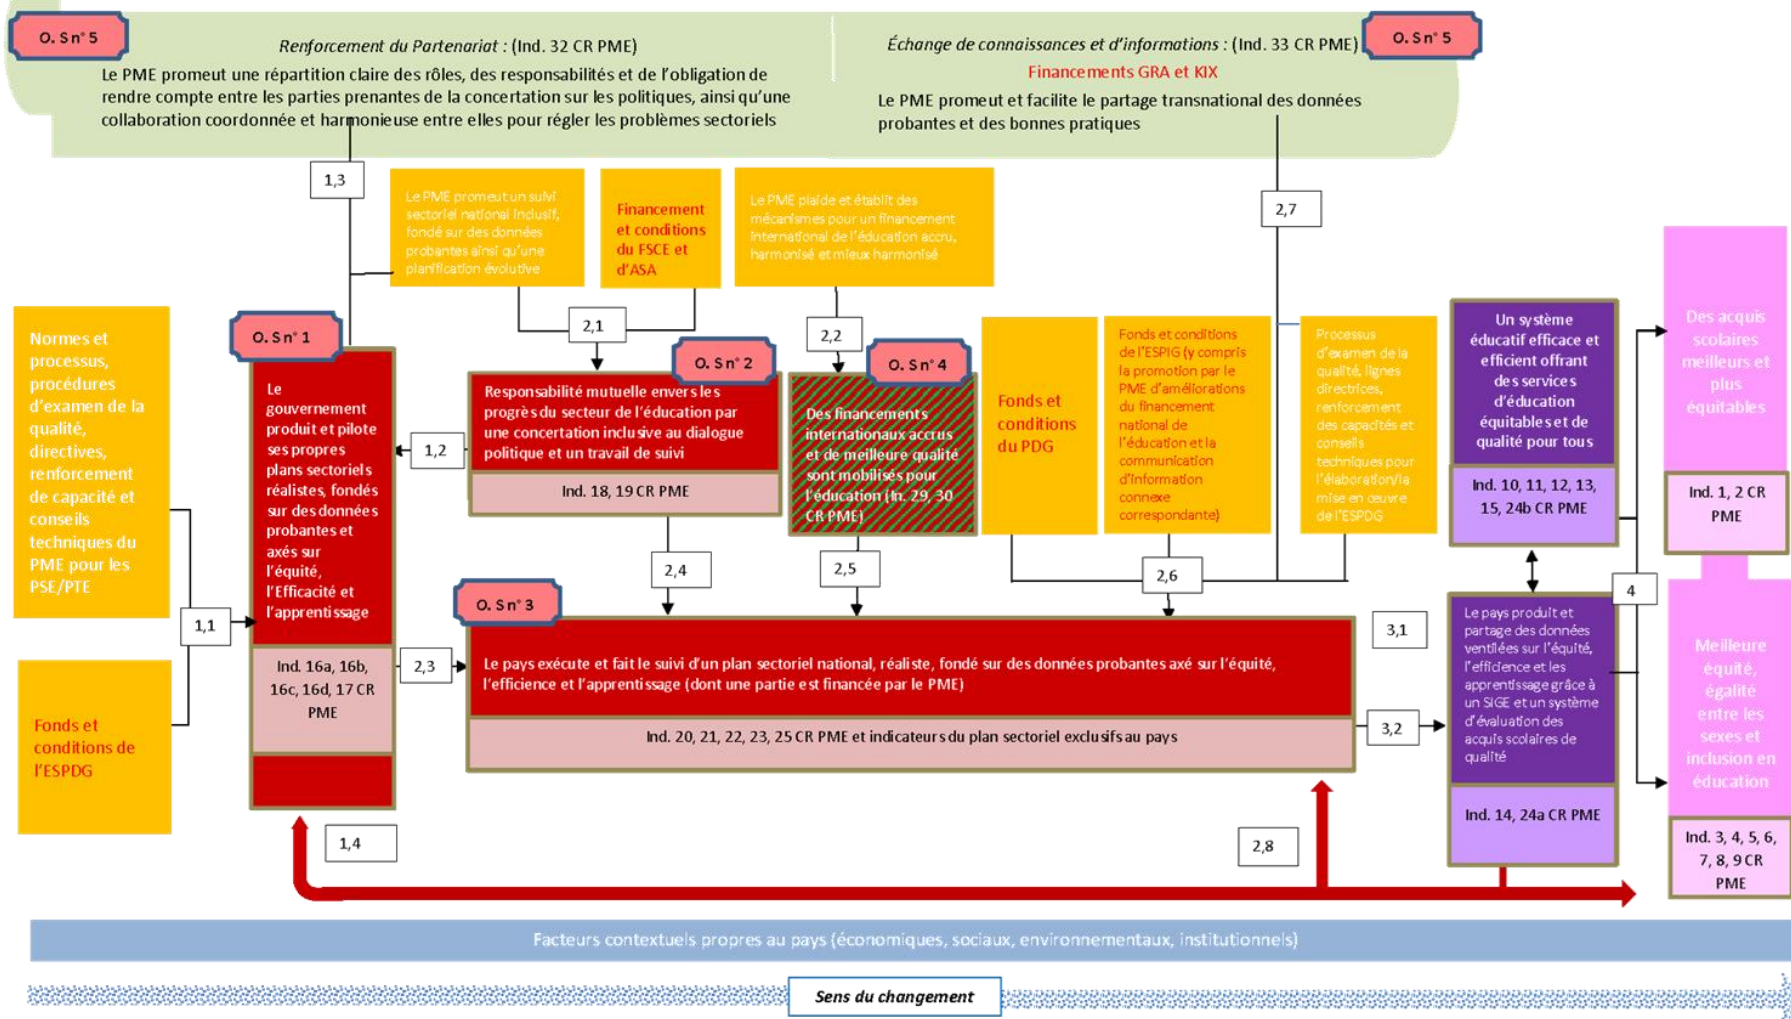 O. S n° 5
Renforcement du Partenariat : (Ind. 32 CR PME)
Le PME promeut une répartition claire des rôles, des responsabilités et de l'obligation de
rendre compte entre les parties prenantes de la concertation sur les politiques, ainsi qu'une
collaboration coordonnée et harmonieuse entre elles pour régler les problèmes sectoriels
Échange de connaissances et d'informations : (Ind. 33 CR PME)
O. S n° 5
Financements GRA et KIX
Le PME promeut et facilite le partage transnational des données
probantes et des bonnes pratiques
1,3
Le PME promeut un suivi
sectoriel national inclusif,
fondé sur des données
probantes ainsi qu'une
planification évolutive
Financement
et conditions
du FSCE et
d'ASA
Le PME plaide et établit des
mécanismes pour un financement
international de l'éducation accru,
harmonisé et mieux harmonisé
2,7
2,1
2,2
Normes et
processus,
procédures
d'examen de la
qualité,
directives,
renforcement
de capacité et
conseils
techniques du
PME pour les
PSE/PTE
Fonds et
conditions de
l'ESPDG
1,1
O. S n° 1
Le
gouvernement
produit et pilote
ses propres
plans sectoriels
réalistes, fondés
sur des données
probantes et
axés sur
l'équité,
l'Efficacité et
l'apprentissage
Ind. 16a, 16b,
16c, 16d, 17 CR
PME
1,2
O. S n° 2
Responsabilité mutuelle envers les
progrès du secteur de l'éducation par
une concertation inclusive au dialogue
politique et un travail de suivi
Ind. 18, 19 CR PME
O. S n° 4
Des financements
internationaux accrus
et de meilleure qualité
sont mobilisés pour
l'éducation (In. 29, 30
CR PME)
Fonds et
conditions
du PDG
Fonds et conditions
de l'ESPIG (y compris
la promotion par le
PME d'améliorations
du financement
national de
l'éducation et la
communication
d'information
connexe
correspondante)
Processus
d'examen de la
qualité, lignes
directrices,
renforcement
des capacités et
conseils
techniques pour
l'élaboration/la
mise en œuvre
de l'ESPDG
2,4
2,5
2,6
2,3
O. S n° 3
Le pays exécute et fait le suivi d'un plan sectoriel national, réaliste, fondé sur des données probantes axé sur l'équité,
l'efficience et l'apprentissage (dont une partie est financée par le PME)
Ind. 20, 21, 22, 23, 25 CR PME et indicateurs du plan sectoriel exclusifs au pays
3,1
3,2
Un système
éducatif efficace et
efficient offrant
des services
d'éducation
équitables et de
qualité pour tous
Ind. 10, 11, 12, 13,
15, 24b CR PME
Le pays produit et
partage des données
ventilées sur l'équité,
l'efficience et les
apprentissage grâce à
un SIGE et un système
d'évaluation des
acquis scolaires de
qualité
Ind. 14, 24a CR PME
4
Des acquis
scolaires
meilleurs et
plus
équitables
Ind. 1, 2 CR
PME
Meilleure
équité,
égalité
entre les
sexes et
inclusion en
éducation
Ind. 3, 4, 5, 6,
7, 8, 9 CR
PME
1,4
2,8
Facteurs contextuels propres au pays (économiques, sociaux, environnementaux, institutionnels)
Sens du changement